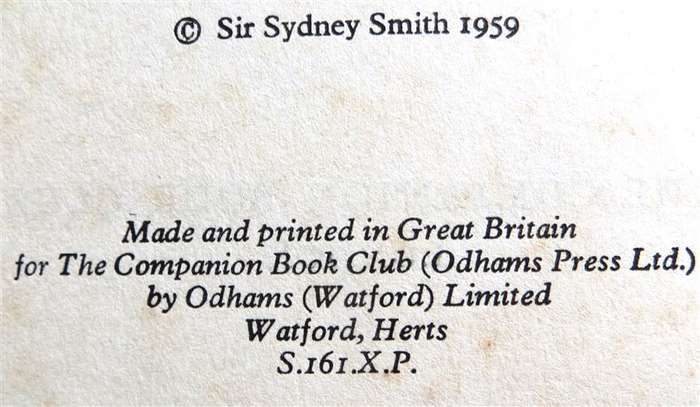 © Sir Sydney Smith 1959
Made and printed in Great Britain
for The Companion Book Club (Odhams Press Ltd.)
by Odhams (Watford) Limited
Watford, Herts
S.161.X.P.